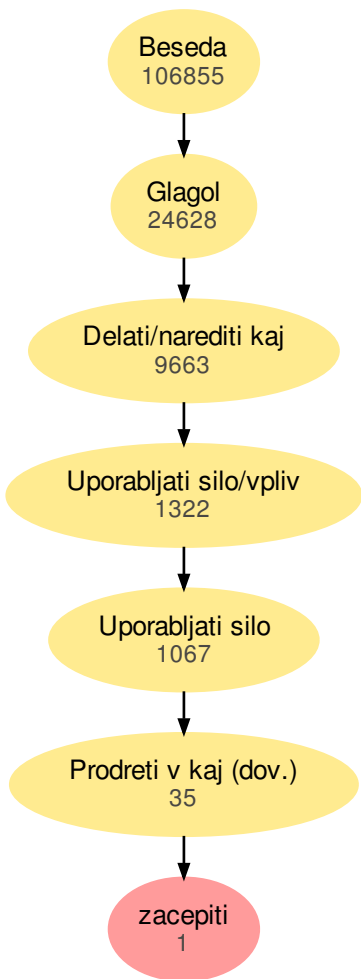 Beseda
106855
Glagol
24628
Delati/narediti kaj
9663
Uporabljati silo/vpliv
1322
Uporabljati silo
1067
Prodreti v kaj (dov.)
35
zacepiti
1